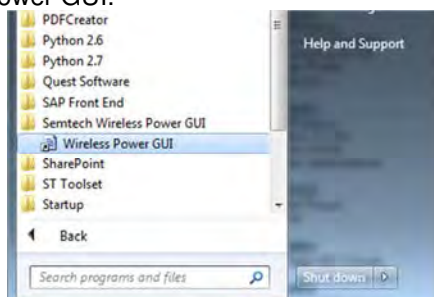 ower GUI.
PDFCreator
Python 2.6
Python 2.7
Quest Software
SAP Front End
Semtech Wireless Power GUI
Wireless Power GUI
SharePoint
ST Toolset
Startup
Back
Search programs and files
Help and Support
Shut down